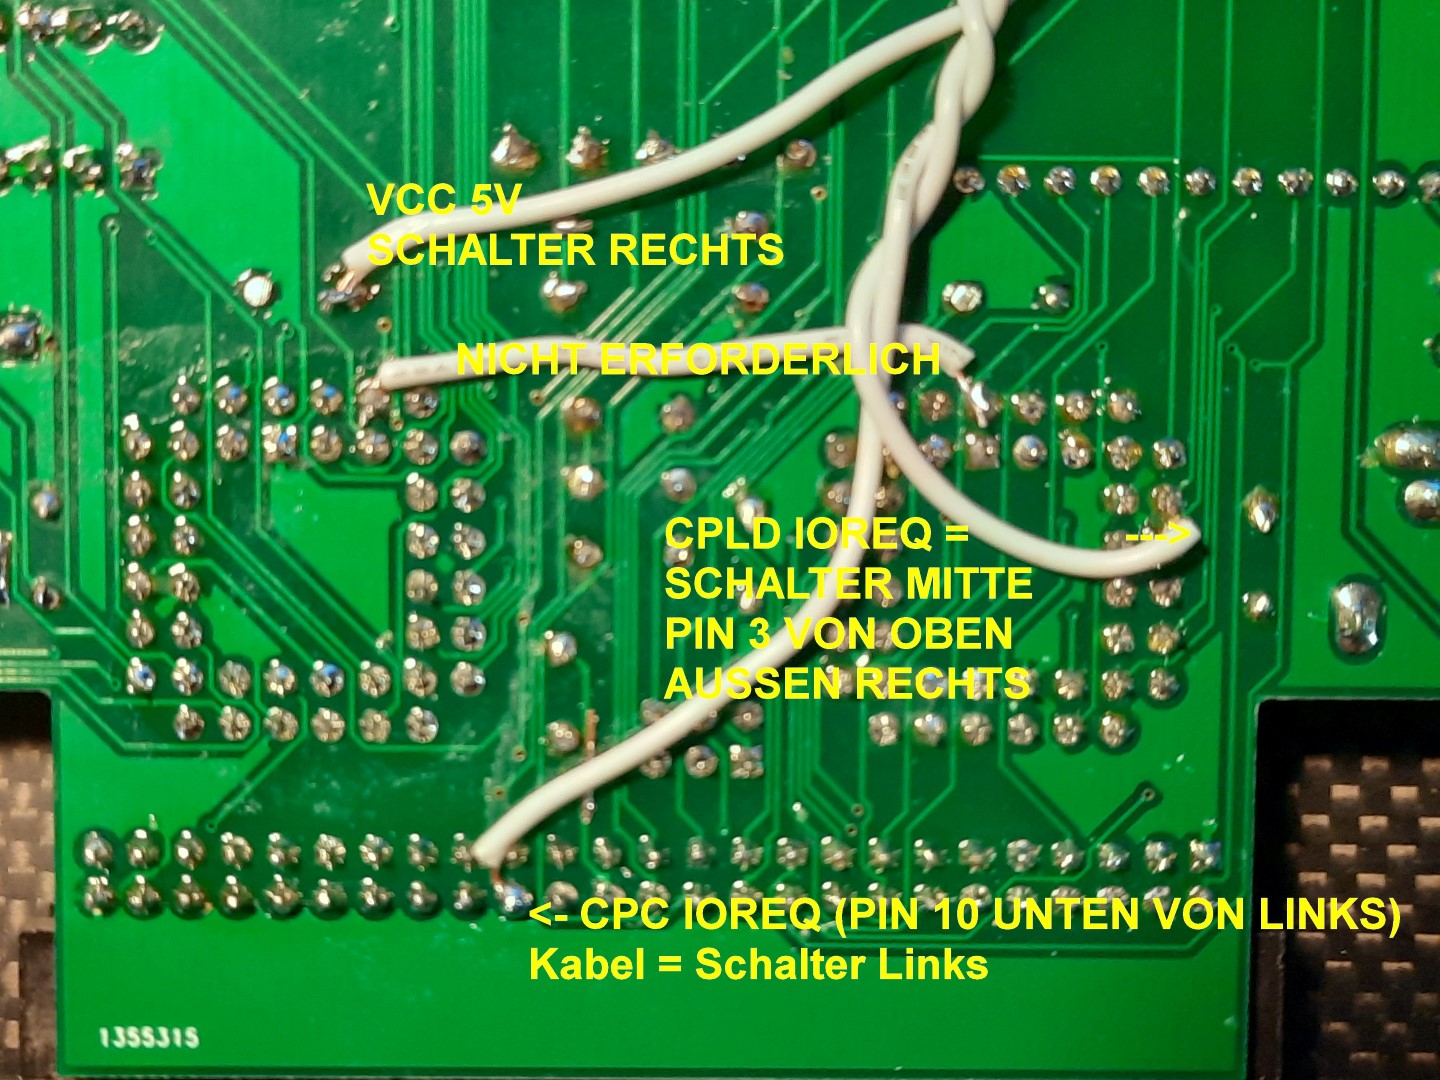 VCC 5V
SCHALTER RECHTS
NICHT ERFORDERLICH
CPLD IOREQ = --->
SCHALTER MITTE
PIN 3 VON OBEN
AUSSEN RECHTS
<- CPC IOREQ (PIN 10 UNTEN VON LINKS)
Kabel = Schalter Links
1355315